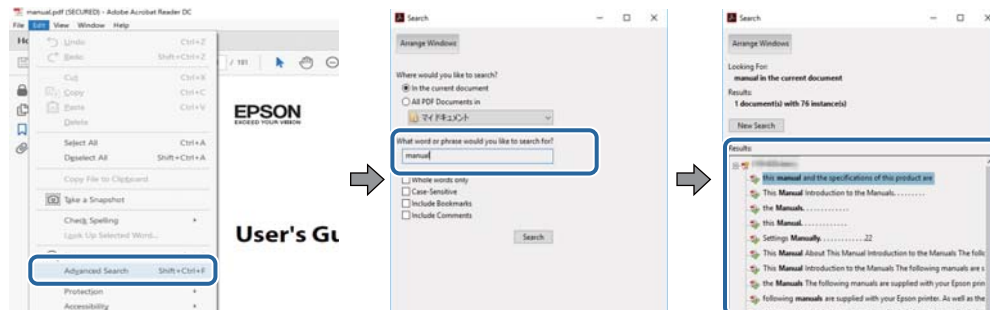 manual.pdf (SECURED) - Adobe Acrobat Reader DC
File Edit View Window Help
Undo Ctrl+Z
Redo Shift+Ctrl+Z
Cut Ctrl+X
Copy Ctrl+C
Paste Ctrl+V
Delete
Select All Ctrl+A
Deselect All Shift+Ctrl+A
Copy File to Clipboard
Take a Snapshot
Check Spelling
Look Up Selected Word...
Advanced Search Shift+Ctrl+F
Protection
Accessibility
/ 191
EPSON
EXCEED YOUR VISION
User's Gu
Search
Arrange Windows
Where would you like to search?
In the current document
All PDF Documents in
マイ ドキュメント
What word or phrase would you like to search for?
manual
Whole words only
Case-Sensitive
Include Bookmarks
Include Comments
Search
Search
Arrange Windows
Looking For:
manual in the current document
Results:
1 document(s) with 76 instance(s)
New Search
Results:
this manual and the specifications of this product are
This Manual Introduction to the Manuals. . . . . . . . .
the Manuals. . . . . . . . . . . . .
this Manual. . . . . . . . . . . . .
Settings Manually. . . . . . . . . . . .22
This Manual About This Manual Introduction to the Manuals The follo
This Manual Introduction to the Manuals The following manuals are s
the Manuals The following manuals are supplied with your Epson prin
following manuals are supplied with your Epson printer. As well as the